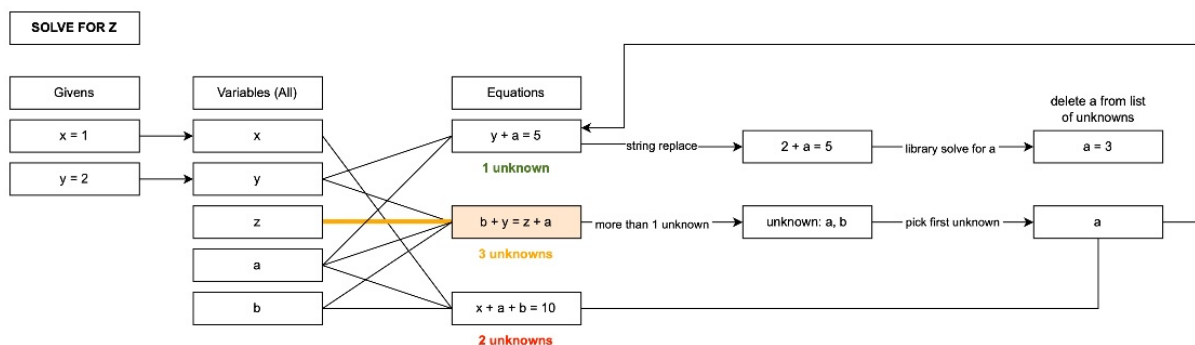 SOLVE FOR Z
Givens
Variables (All)
Equations
delete a from list
of unknowns
x = 1
x
y + a = 5
string replace
2 + a = 5
library solve for a
a = 3
1 unknown
y = 2
y
z
b + y = z + a
more than 1 unknown
unknown: a, b
pick first unknown
a
3 unknowns
a
b
x + a + b = 10
2 unknowns